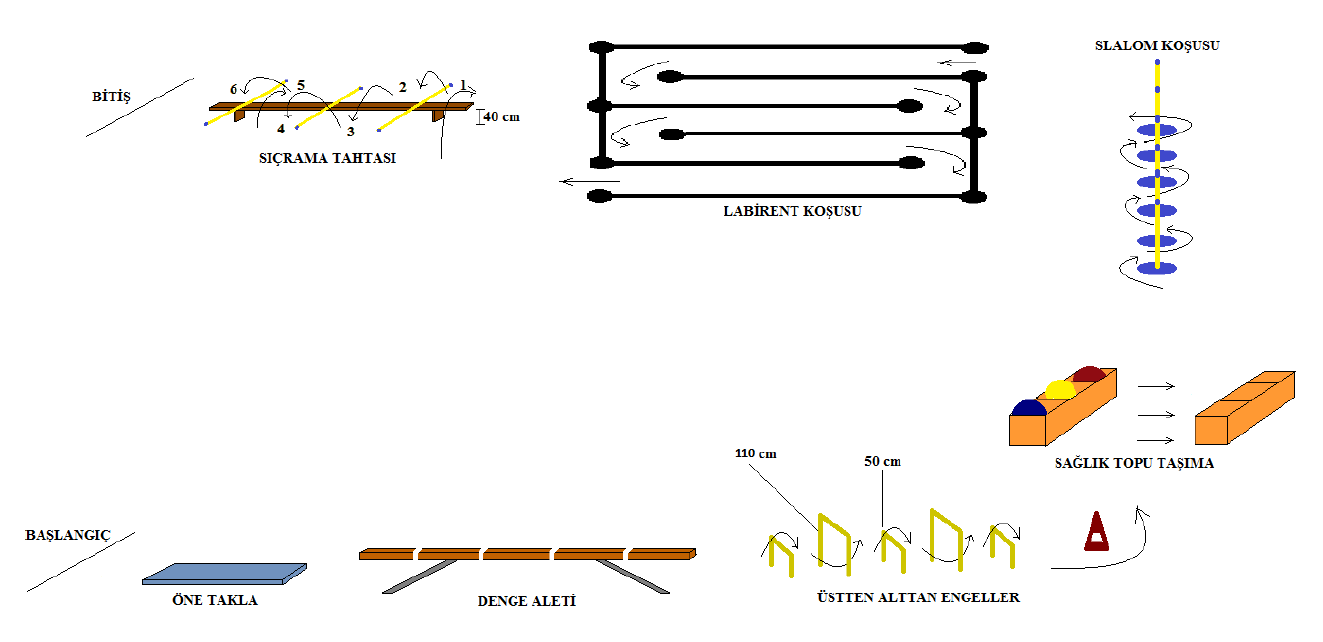 SLALOM KOŞUSU
BİTİŞ
6
5
2
1
40 cm
4
3
SIÇRAMA TAHTASI
LABİRENT KOŞUSU
110 cm
50 cm
SAĞLIK TOPU TAŞIMA
BAŞLANGIÇ
ÖNE TAKLA
DENGE ALETİ
ÜSTTEN ALTTAN ENGELLER